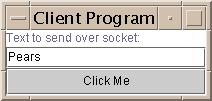 Client Program
Text to send over socket:
Pears
Click Me